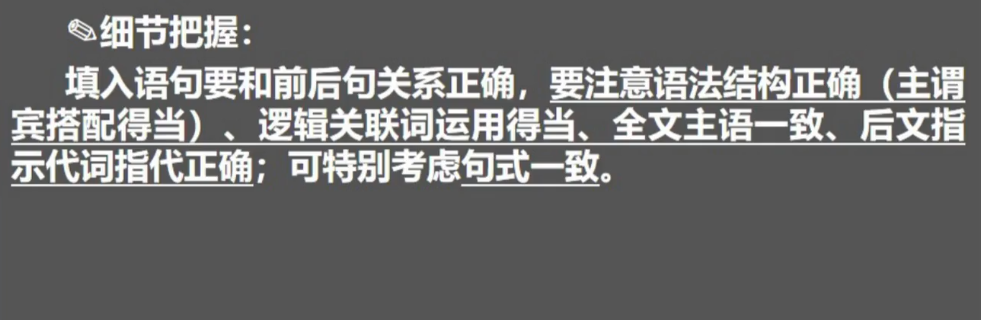 ✎细节把握：
填入语句要和前后句关系正确，要注意语法结构正确（主谓
宾搭配得当）、逻辑关联词运用得当、全文主语一致、后文指
示代词指代正确；可特别考虑句式一致。